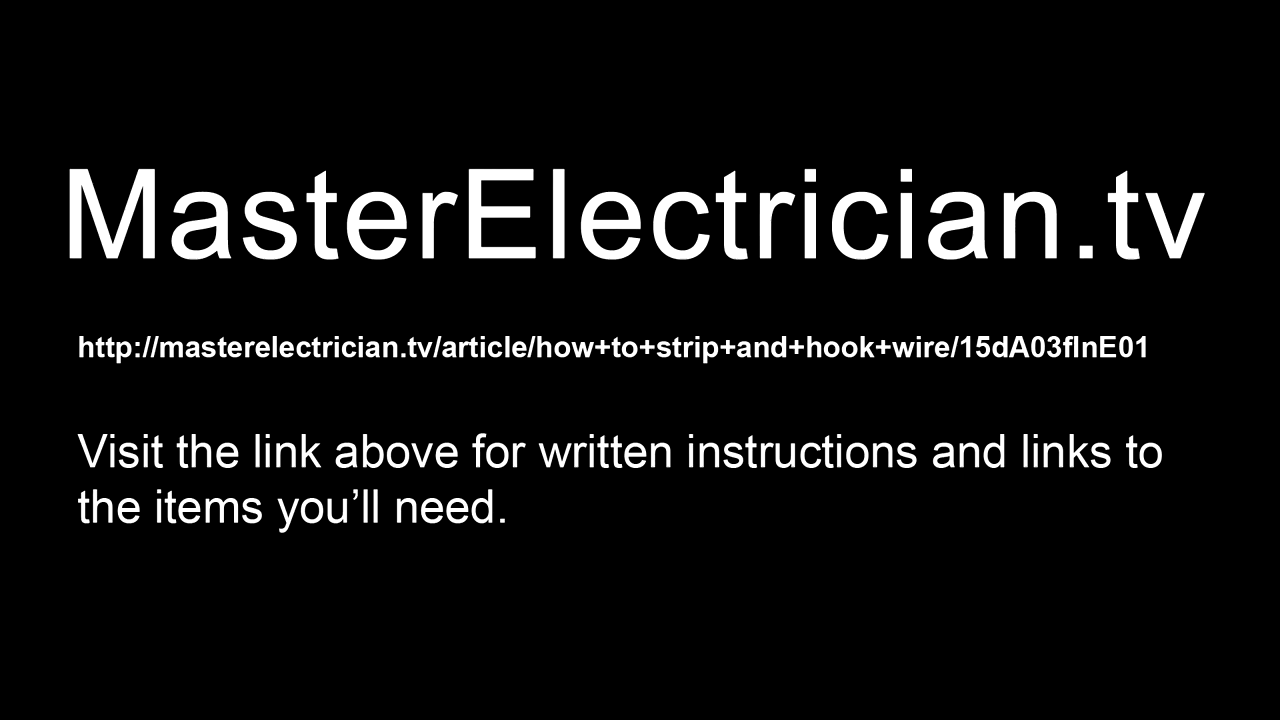 MasterElectrician.tv
http://masterelectrician.tv/article/how+to+strip+and+hook+wire/15dA03flnE01
Visit the link above for written instructions and links to
the items you’ll need.